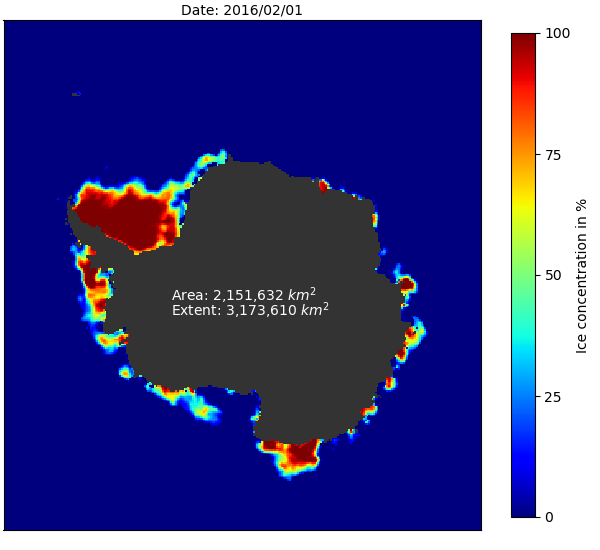 Date: 2016/02/01
100
75
50
25
0
Ice concentration in %
Area: 2,151,632 km²
Extent: 3,173,610 km²